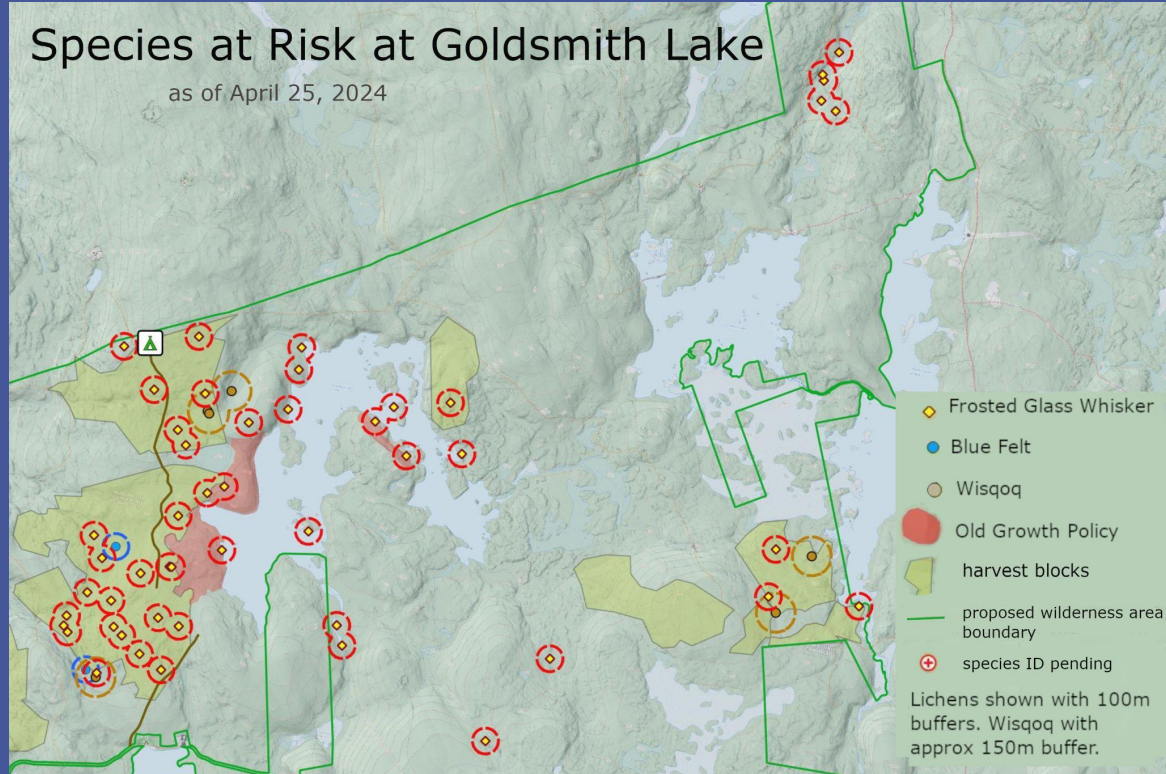 Species at Risk at Goldsmith Lake
as of April 25, 2024
Frosted Glass Whisker
Blue Felt
Wisqoq
Old Growth Policy
harvest blocks
proposed wilderness area
boundary
species ID pending
Lichens shown with 100m
buffers. Wisqoq with
approx 150m buffer.